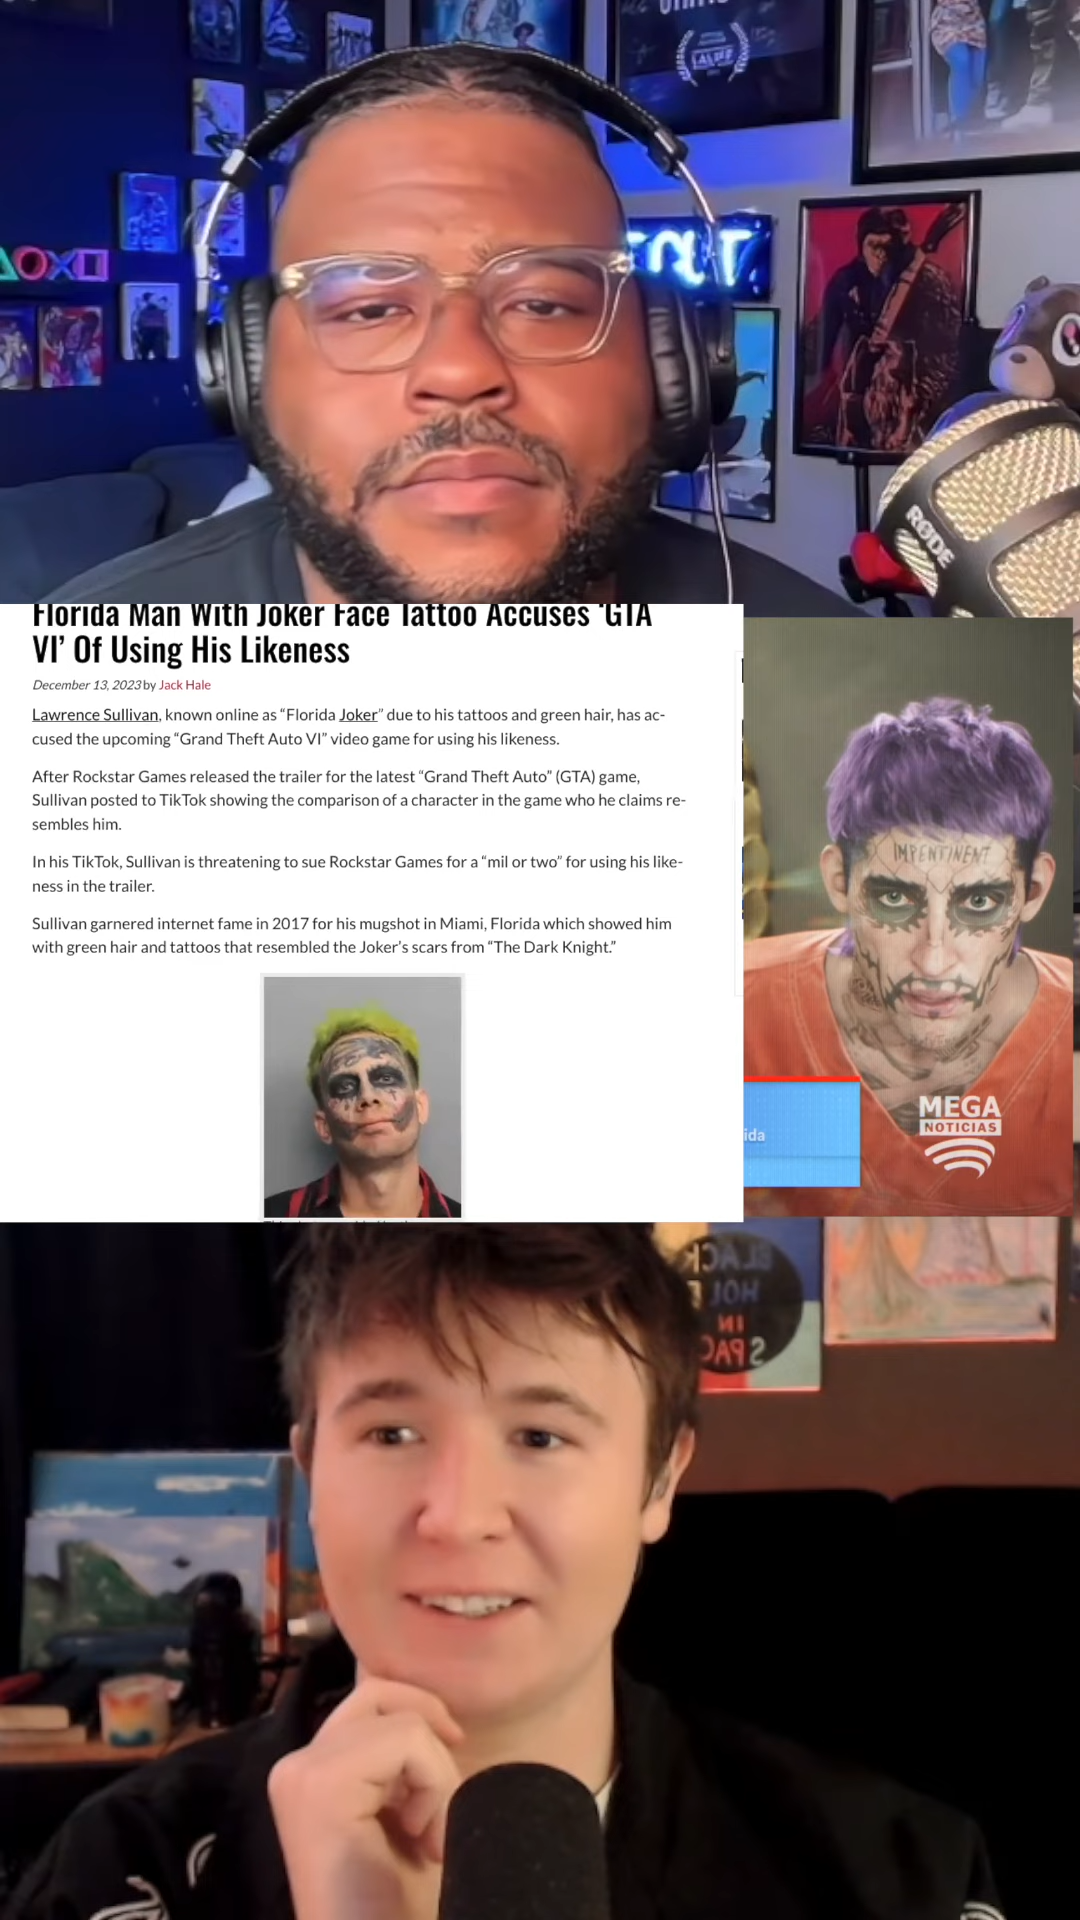 RØDE
Florida Man With Joker Face Tattoo Accuses ‘GTA
VI’ Of Using His Likeness
December 13, 2023 by Jack Hale
Lawrence Sullivan, known online as “Florida Joker” due to his tattoos and green hair, has ac-
cused the upcoming “Grand Theft Auto VI” video game for using his likeness.
After Rockstar Games released the trailer for the latest “Grand Theft Auto” (GTA) game,
Sullivan posted to TikTok showing the comparison of a character in the game who he claims re-
sembles him.
In his TikTok, Sullivan is threatening to sue Rockstar Games for a “mil or two” for using his like-
ness in the trailer.
Sullivan garnered internet fame in 2017 for his mugshot in Miami, Florida which showed him
with green hair and tattoos that resembled the Joker’s scars from “The Dark Knight.”
IMPENTINENT
ida
MEGA
NOTICIAS
BLACK
HOLE
IN
SPAC